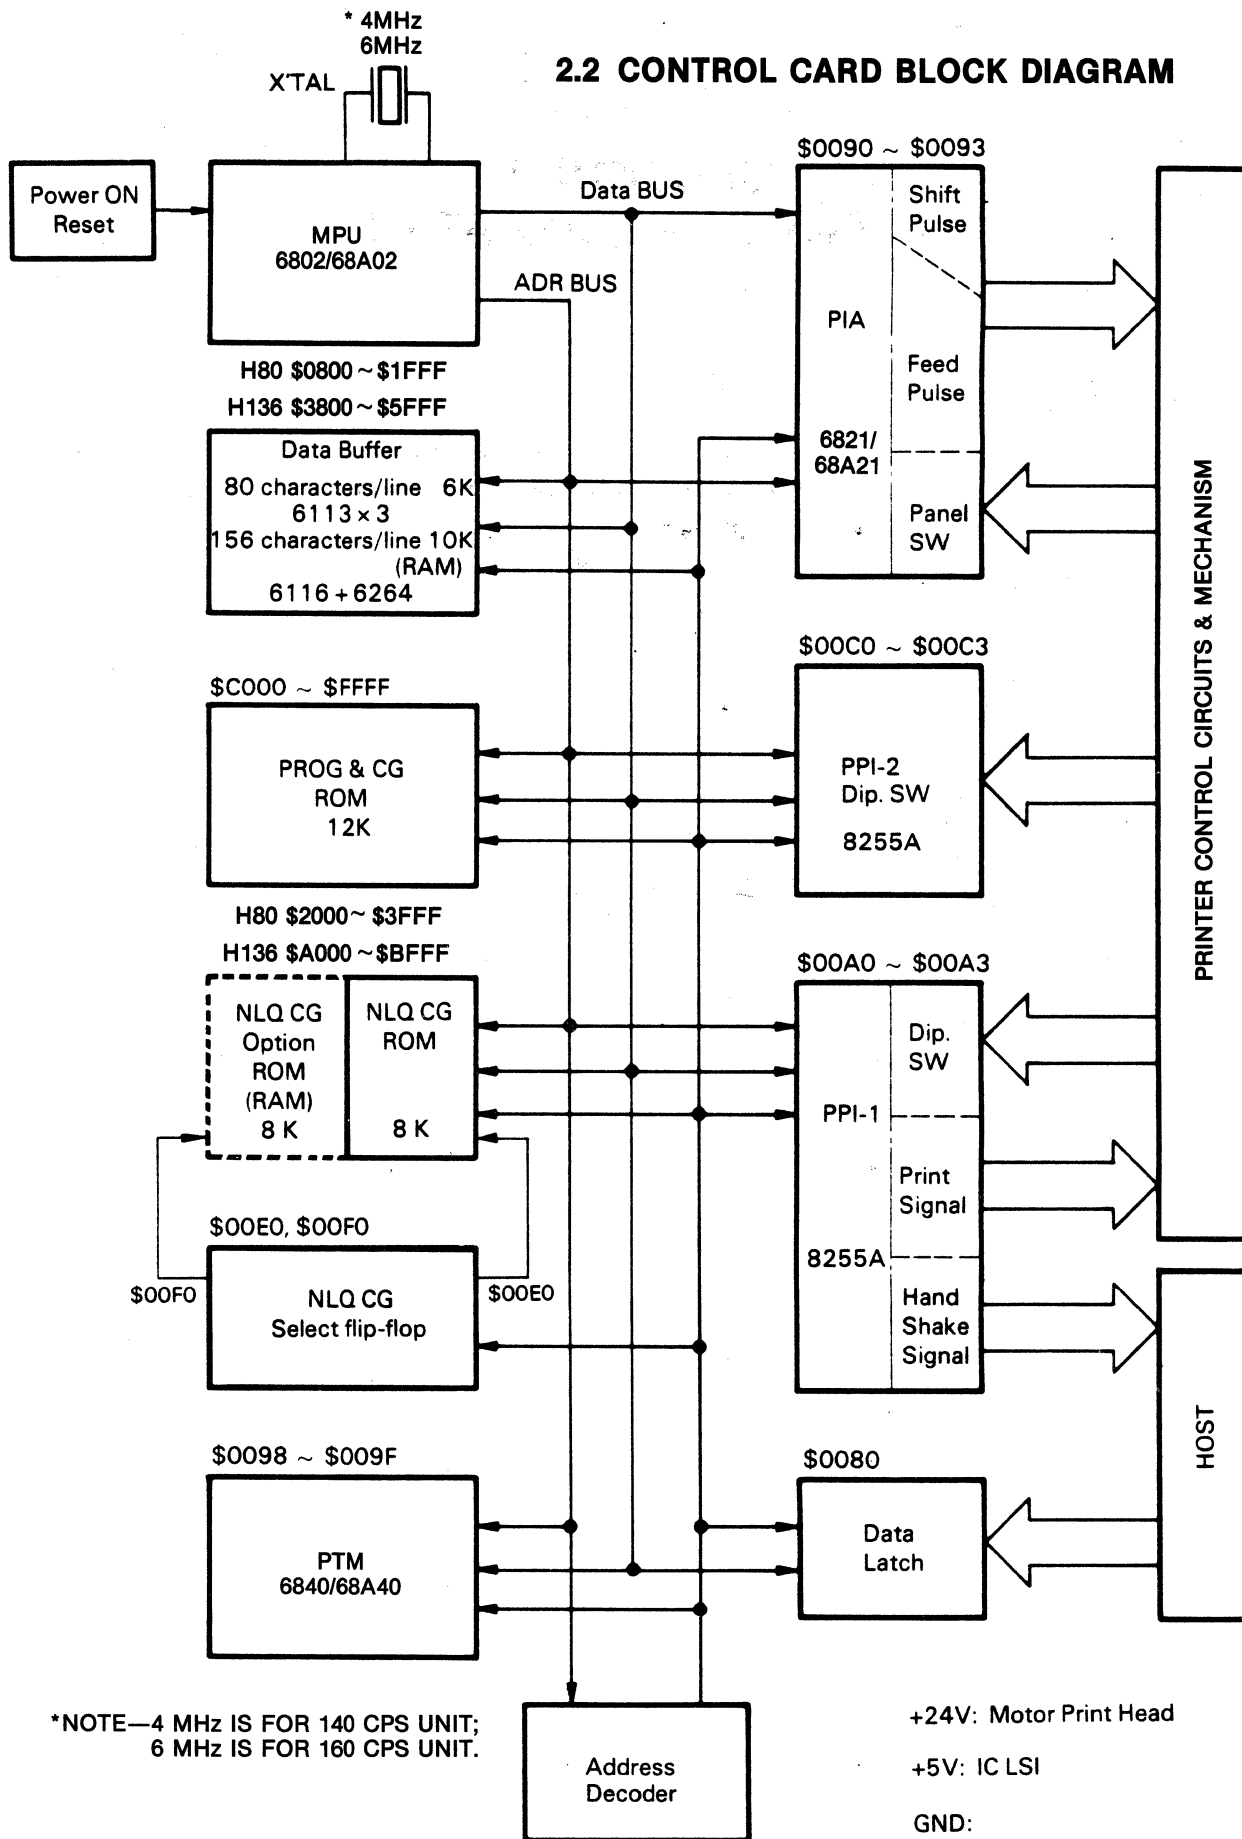 * 4MHz
6MHz
X'TAL
2.2 CONTROL CARD BLOCK DIAGRAM
Power ON
Reset
MPU
6802/68A02
Data BUS
ADR BUS
$0090 ~ $0093
Shift
Pulse
PIA
Feed
Pulse
6821/
68A21
Panel
SW
H80 $0800 ~ $1FFF
H136 $3800 ~ $5FFF
Data Buffer
80 characters/line 6K
6113 × 3
156 characters/line 10K
(RAM)
6116 + 6264
$C000 ~ $FFFF
PROG & CG
ROM
12K
$00C0 ~ $00C3
PPI-2
Dip. SW
8255A
PRINTER CONTROL CIRCUITS & MECHANISM
H80 $2000 ~ $3FFF
H136 $A000 ~ $BFFF
NLQ CG
Option
ROM
(RAM)
8 K
NLQ CG
ROM
8 K
$00A0 ~ $00A3
Dip.
SW
PPI-1
Print
Signal
8255A
Hand
Shake
Signal
$00E0, $00F0
$00F0
$00E0
NLQ CG
Select flip-flop
HOST
$0098 ~ $009F
PTM
6840/68A40
$0080
Data
Latch
*NOTE—4 MHz IS FOR 140 CPS UNIT;
6 MHz IS FOR 160 CPS UNIT.
Address
Decoder
+24V: Motor Print Head
+5V: IC LSI
GND: